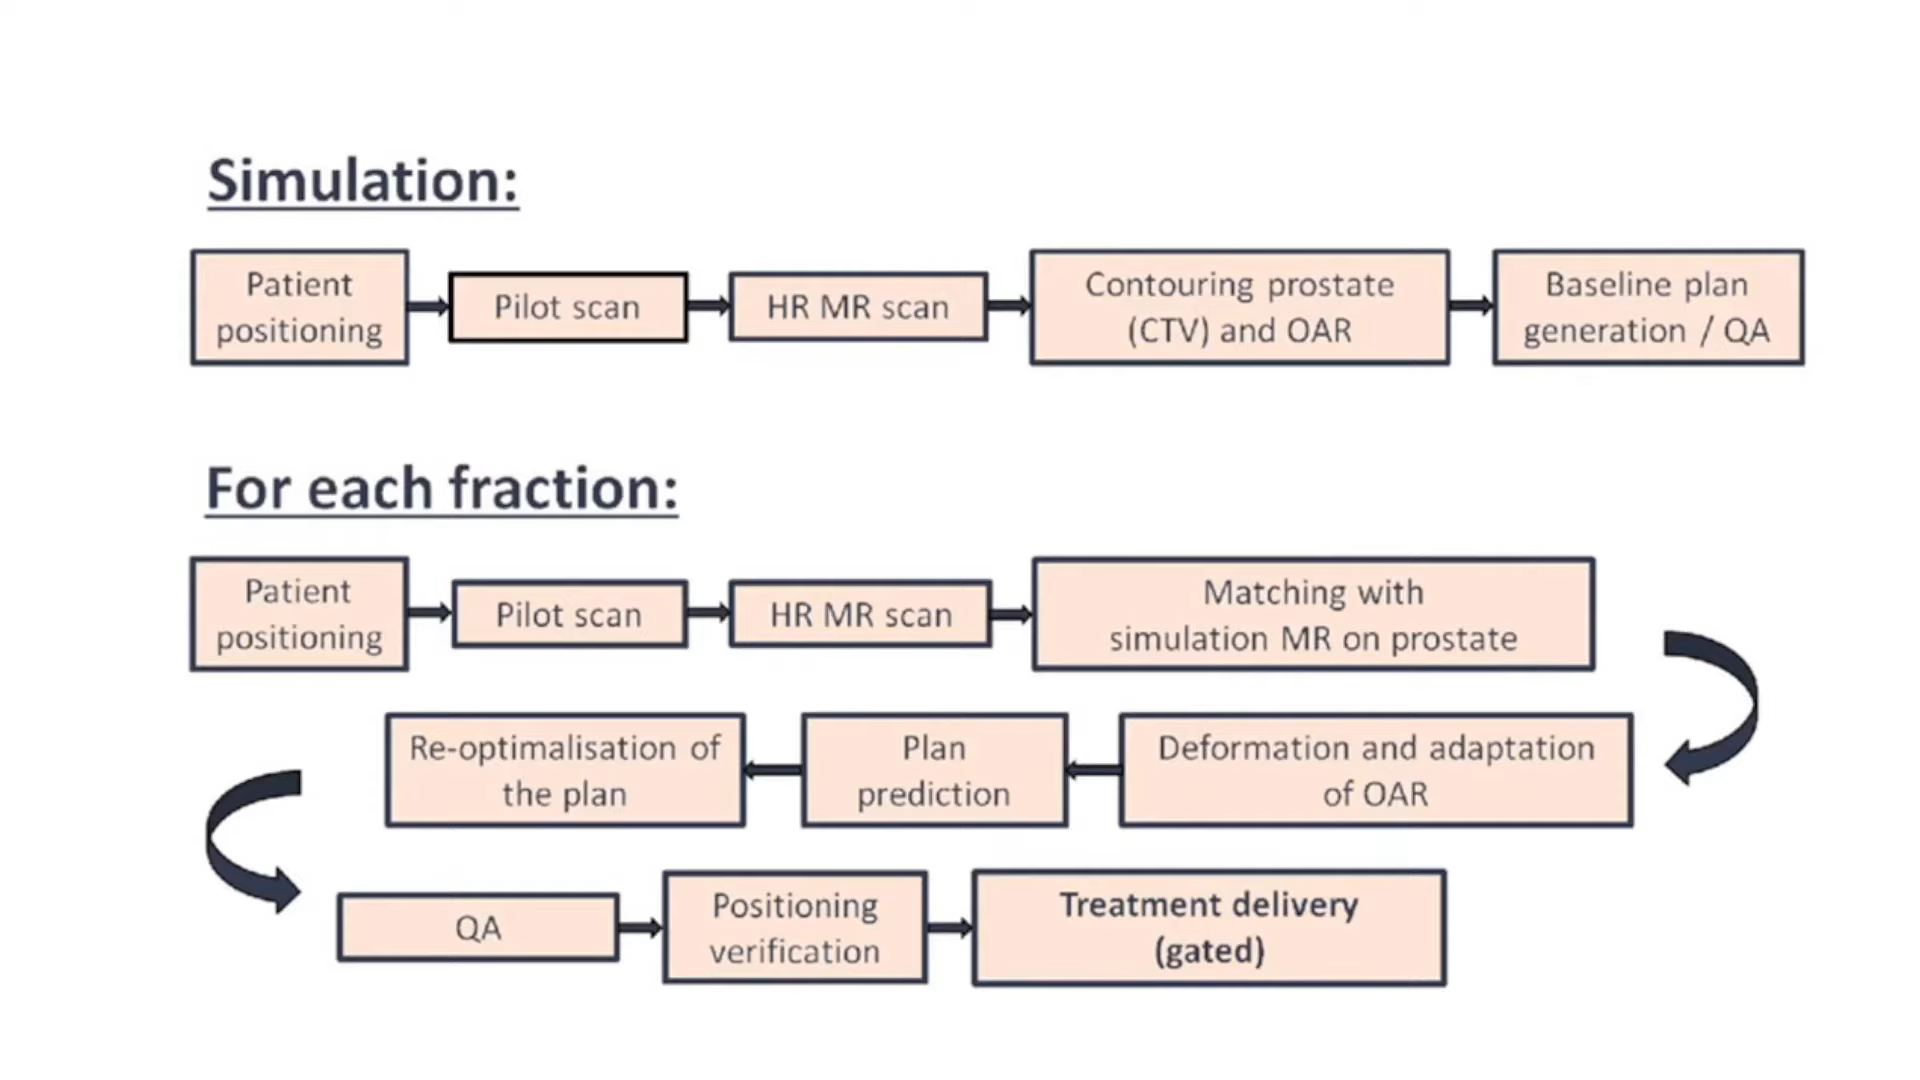 Simulation:
Patient
positioning
Pilot scan
HR MR scan
Contouring prostate
(CTV) and OAR
Baseline plan
generation / QA
For each fraction:
Patient
positioning
Pilot scan
HR MR scan
Matching with
simulation MR on prostate
Deformation and adaptation
of OAR
Plan
prediction
Re-optimalisation of
the plan
QA
Positioning
verification
Treatment delivery
(gated)